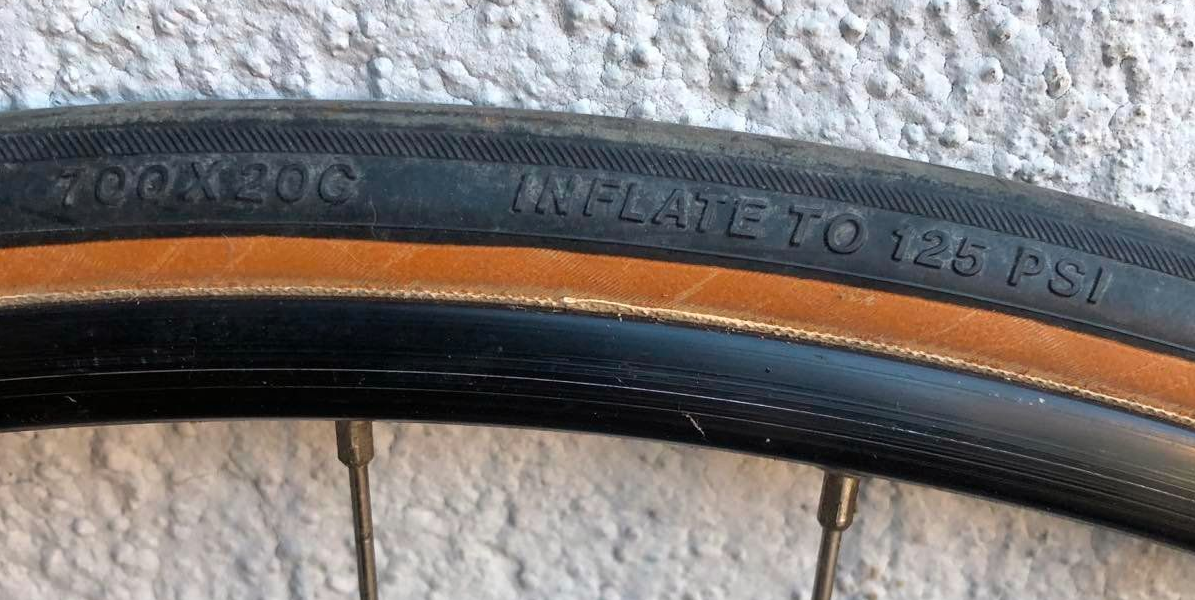 700X20C INFLATE TO 125 PSI